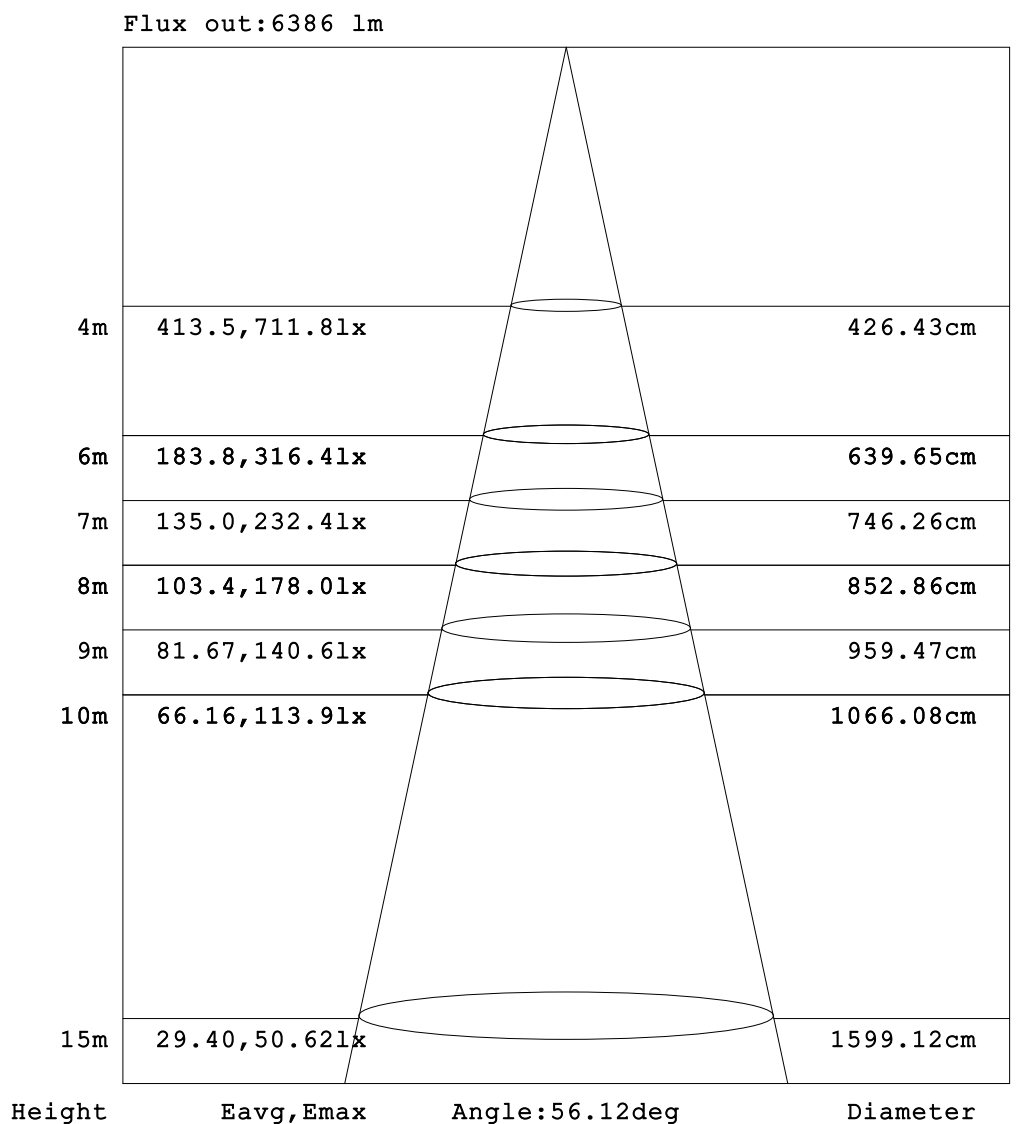 Flux out:6386 lm
4m 413.5,711.8lx 426.43cm
6m 183.8,316.4lx 639.65cm
7m 135.0,232.4lx 746.26cm
8m 103.4,178.0lx 852.86cm
9m 81.67,140.6lx 959.47cm
10m 66.16,113.9lx 1066.08cm
15m 29.40,50.62lx 1599.12cm
Height Eavg,Emax Angle:56.12deg Diameter